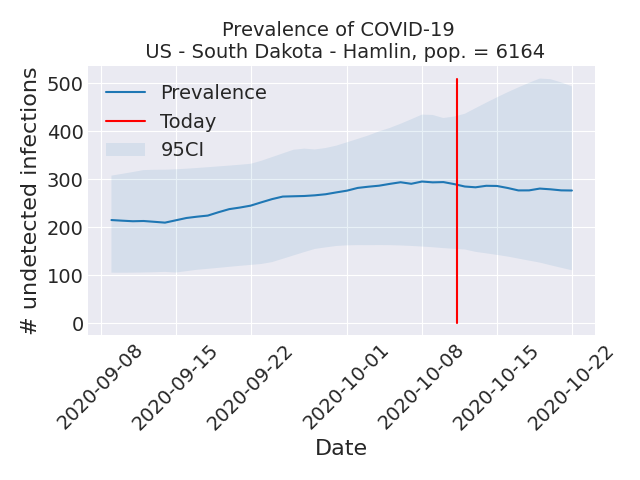 Prevalence of COVID-19
US - South Dakota - Hamlin, pop. = 6164
# undetected infections
500
400
300
200
100
0
Prevalence
Today
95CI
2020-09-08
2020-09-15
2020-09-22
2020-10-01
2020-10-08
2020-10-15
2020-10-22
Date